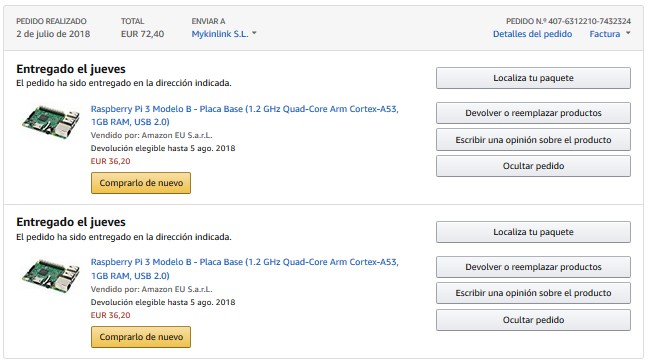 PEDIDO REALIZADO
2 de julio de 2018
TOTAL
EUR 72,40
ENVIAR A
Mykinlink S.L.
PEDIDO N.º 407-6312210-7432324
Detalles del pedido
Factura
Entregado el jueves
El pedido ha sido entregado en la dirección indicada.
Raspberry Pi 3 Modelo B - Placa Base (1.2 GHz Quad-Core Arm Cortex-A53,
1GB RAM, USB 2.0)
Vendido por: Amazon EU S.a.r.L.
Devolución elegible hasta 5 ago. 2018
EUR 36,20
Comprarlo de nuevo
Localiza tu paquete
Devolver o reemplazar productos
Escribir una opinión sobre el producto
Ocultar pedido
Entregado el jueves
El pedido ha sido entregado en la dirección indicada.
Raspberry Pi 3 Modelo B - Placa Base (1.2 GHz Quad-Core Arm Cortex-A53,
1GB RAM, USB 2.0)
Vendido por: Amazon EU S.a.r.L.
Devolución elegible hasta 5 ago. 2018
EUR 36,20
Comprarlo de nuevo
Localiza tu paquete
Devolver o reemplazar productos
Escribir una opinión sobre el producto
Ocultar pedido